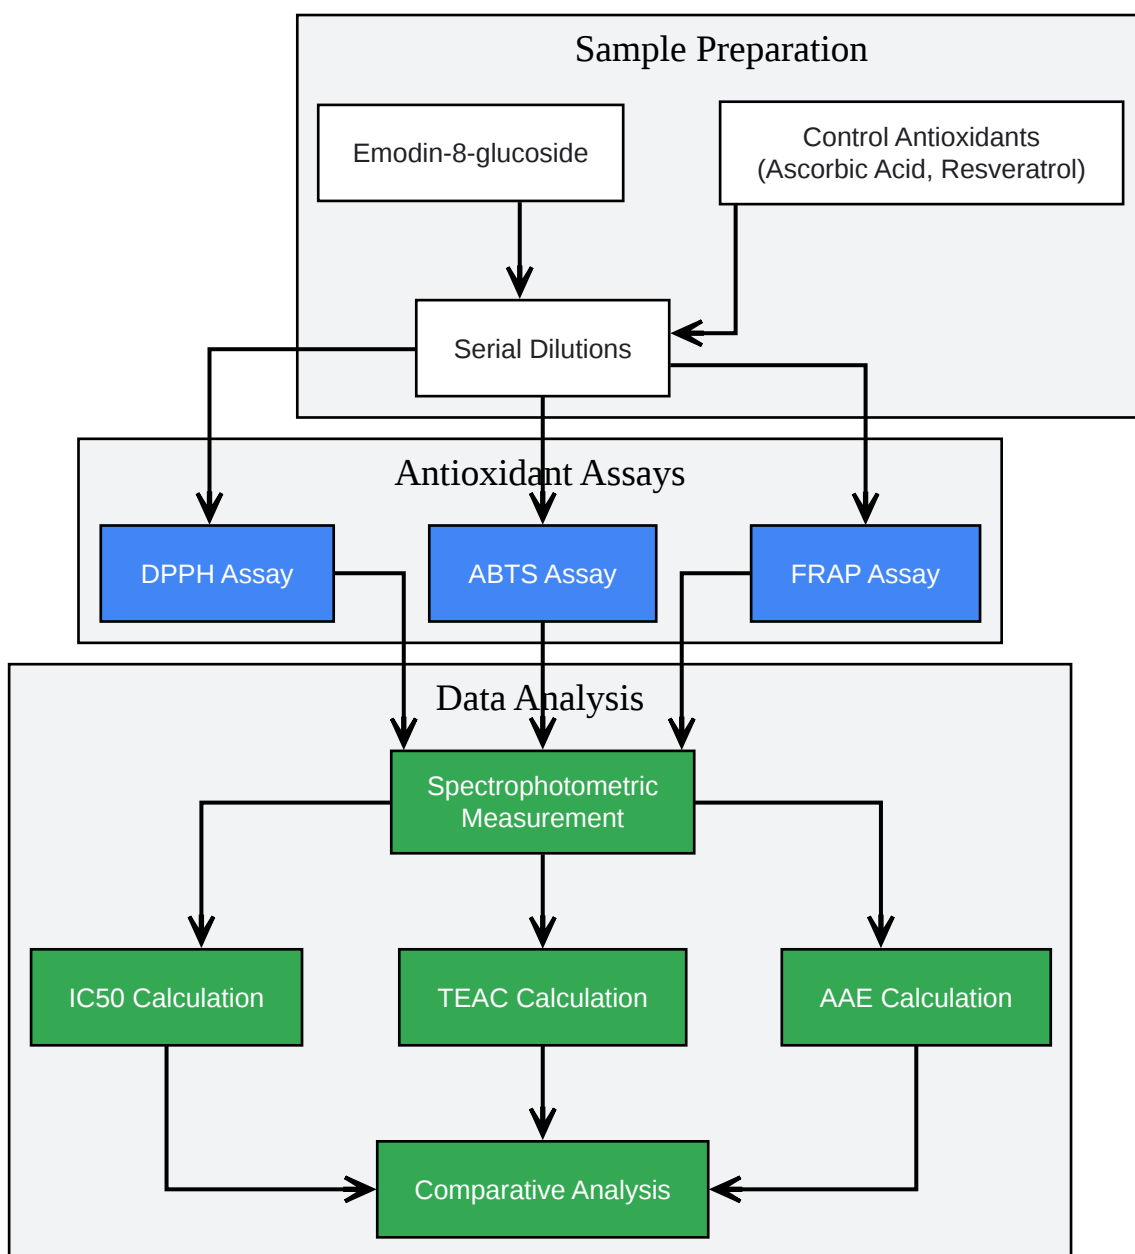 Sample Preparation
Emodin-8-glucoside
Control Antioxidants
(Ascorbic Acid, Resveratrol)
Serial Dilutions
Antioxidant Assays
DPPH Assay
ABTS Assay
FRAP Assay
Data Analysis
Spectrophotometric
Measurement
IC50 Calculation
TEAC Calculation
AAE Calculation
Comparative Analysis